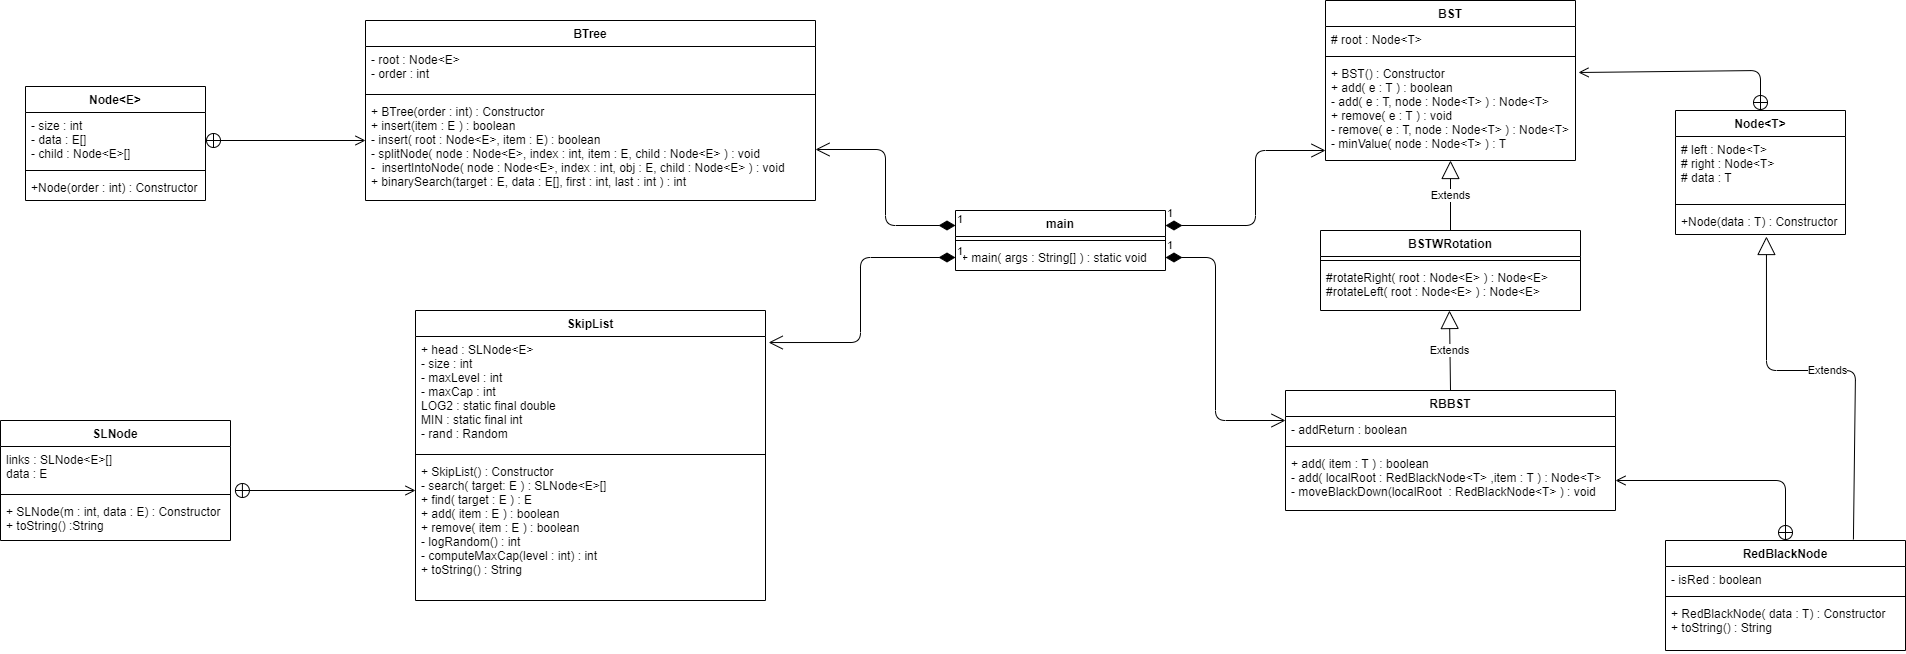 BTree
- root : Node<E>
- order : int
+ BTree(order : int) : Constructor
+ insert(item : E ) : boolean
- insert( root : Node<E>, item : E) : boolean
- splitNode( node : Node<E>, index : int, item : E, child : Node<E> ) : void
- insertIntoNode( node : Node<E>, index : int, obj : E, child : Node<E> ) : void
+ binarySearch(target : E, data : E[], first : int, last : int ) : int
Node<E>
- size : int
- data : E[]
- child : Node<E>[]
+Node(order : int) : Constructor
BST
# root : Node<T>
+ BST() : Constructor
+ add( e : T ) : boolean
- add( e : T, node : Node<T> ) : Node<T>
+ remove( e : T ) : void
- remove( e : T, node : Node<T> ) : Node<T>
- minValue( node : Node<T> ) : T
Node<T>
# left : Node<T>
# right : Node<T>
# data : T
+Node(data : T) : Constructor
Extends
1
1
main
1
1
+ main( args : String[] ) : static void
BSTWRotation
#rotateRight( root : Node<E> ) : Node<E>
#rotateLeft( root : Node<E> ) : Node<E>
Extends
Extends
SkipList
+ head : SLNode<E>
- size : int
- maxLevel : int
- maxCap : int
LOG2 : static final double
MIN : static final int
- rand : Random
+ SkipList() : Constructor
- search( target: E ) : SLNode<E>[]
+ find( target : E ) : E
+ add( item : E ) : boolean
+ remove( item : E ) : boolean
- logRandom() : int
- computeMaxCap(level : int) : int
+ toString() : String
SLNode
links : SLNode<E>[]
data : E
+ SLNode(m : int, data : E) : Constructor
+ toString() :String
RBBST
- addReturn : boolean
+ add( item : T ) : boolean
- add( localRoot : RedBlackNode<T> ,item : T ) : Node<T>
- moveBlackDown(localRoot : RedBlackNode<T> ) : void
RedBlackNode
- isRed : boolean
+ RedBlackNode( data : T) : Constructor
+ toString() : String